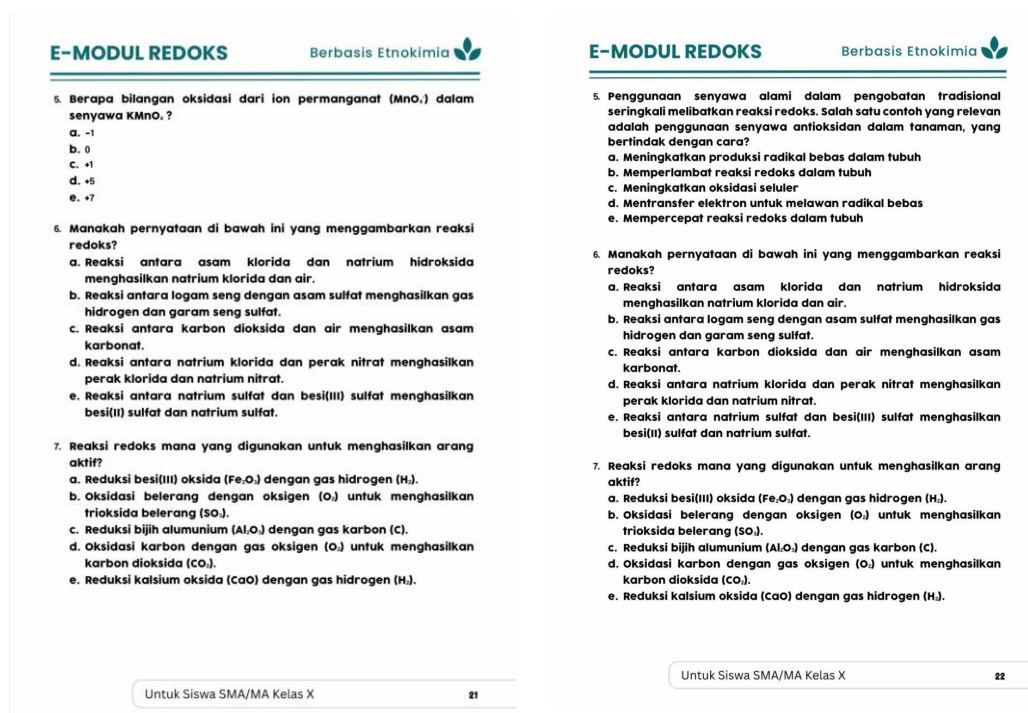 E-MODUL REDOKS
Berbasis Etnokimia
5. Berapa bilangan oksidasi dari ion permanganat (MnO₄⁻) dalam
senyawa KMnO₄ ?
a. -1
b. 0
c. +1
d. +5
e. +7
6. Manakah pernyataan di bawah ini yang menggambarkan reaksi
redoks?
a. Reaksi antara asam klorida dan natrium hidroksida
menghasilkan natrium klorida dan air.
b. Reaksi antara logam seng dengan asam sulfat menghasilkan gas
hidrogen dan garam seng sulfat.
c. Reaksi antara karbon dioksida dan air menghasilkan asam
karbonat.
d. Reaksi antara natrium klorida dan perak nitrat menghasilkan
perak klorida dan natrium nitrat.
e. Reaksi antara natrium sulfat dan besi(III) sulfat menghasilkan
besi(II) sulfat dan natrium sulfat.
7. Reaksi redoks mana yang digunakan untuk menghasilkan arang
aktif?
a. Reduksi besi(III) oksida (Fe₂O₃) dengan gas hidrogen (H₂).
b. Oksidasi belerang dengan oksigen (O₂) untuk menghasilkan
trioksida belerang (SO₃).
c. Reduksi bijih alumunium (Al₂O₃) dengan gas karbon (C).
d. Oksidasi karbon dengan gas oksigen (O₂) untuk menghasilkan
karbon dioksida (CO₂).
e. Reduksi kalsium oksida (CaO) dengan gas hidrogen (H₂).
Untuk Siswa SMA/MA Kelas X
21
E-MODUL REDOKS
Berbasis Etnokimia
5. Penggunaan senyawa alami dalam pengobatan tradisional
seringkali melibatkan reaksi redoks. Salah satu contoh yang relevan
adalah penggunaan senyawa antioksidan dalam tanaman, yang
bertindak dengan cara?
a. Meningkatkan produksi radikal bebas dalam tubuh
b. Memperlambat reaksi redoks dalam tubuh
c. Meningkatkan oksidasi seluler
d. Mentransfer elektron untuk melawan radikal bebas
e. Mempercepat reaksi redoks dalam tubuh
6. Manakah pernyataan di bawah ini yang menggambarkan reaksi
redoks?
a. Reaksi antara asam klorida dan natrium hidroksida
menghasilkan natrium klorida dan air.
b. Reaksi antara logam seng dengan asam sulfat menghasilkan gas
hidrogen dan garam seng sulfat.
c. Reaksi antara karbon dioksida dan air menghasilkan asam
karbonat.
d. Reaksi antara natrium klorida dan perak nitrat menghasilkan
perak klorida dan natrium nitrat.
e. Reaksi antara natrium sulfat dan besi(III) sulfat menghasilkan
besi(II) sulfat dan natrium sulfat.
7. Reaksi redoks mana yang digunakan untuk menghasilkan arang
aktif?
a. Reduksi besi(III) oksida (Fe₂O₃) dengan gas hidrogen (H₂).
b. Oksidasi belerang dengan oksigen (O₂) untuk menghasilkan
trioksida belerang (SO₃).
c. Reduksi bijih alumunium (Al₂O₃) dengan gas karbon (C).
d. Oksidasi karbon dengan gas oksigen (O₂) untuk menghasilkan
karbon dioksida (CO₂).
e. Reduksi kalsium oksida (CaO) dengan gas hidrogen (H₂).
Untuk Siswa SMA/MA Kelas X
22